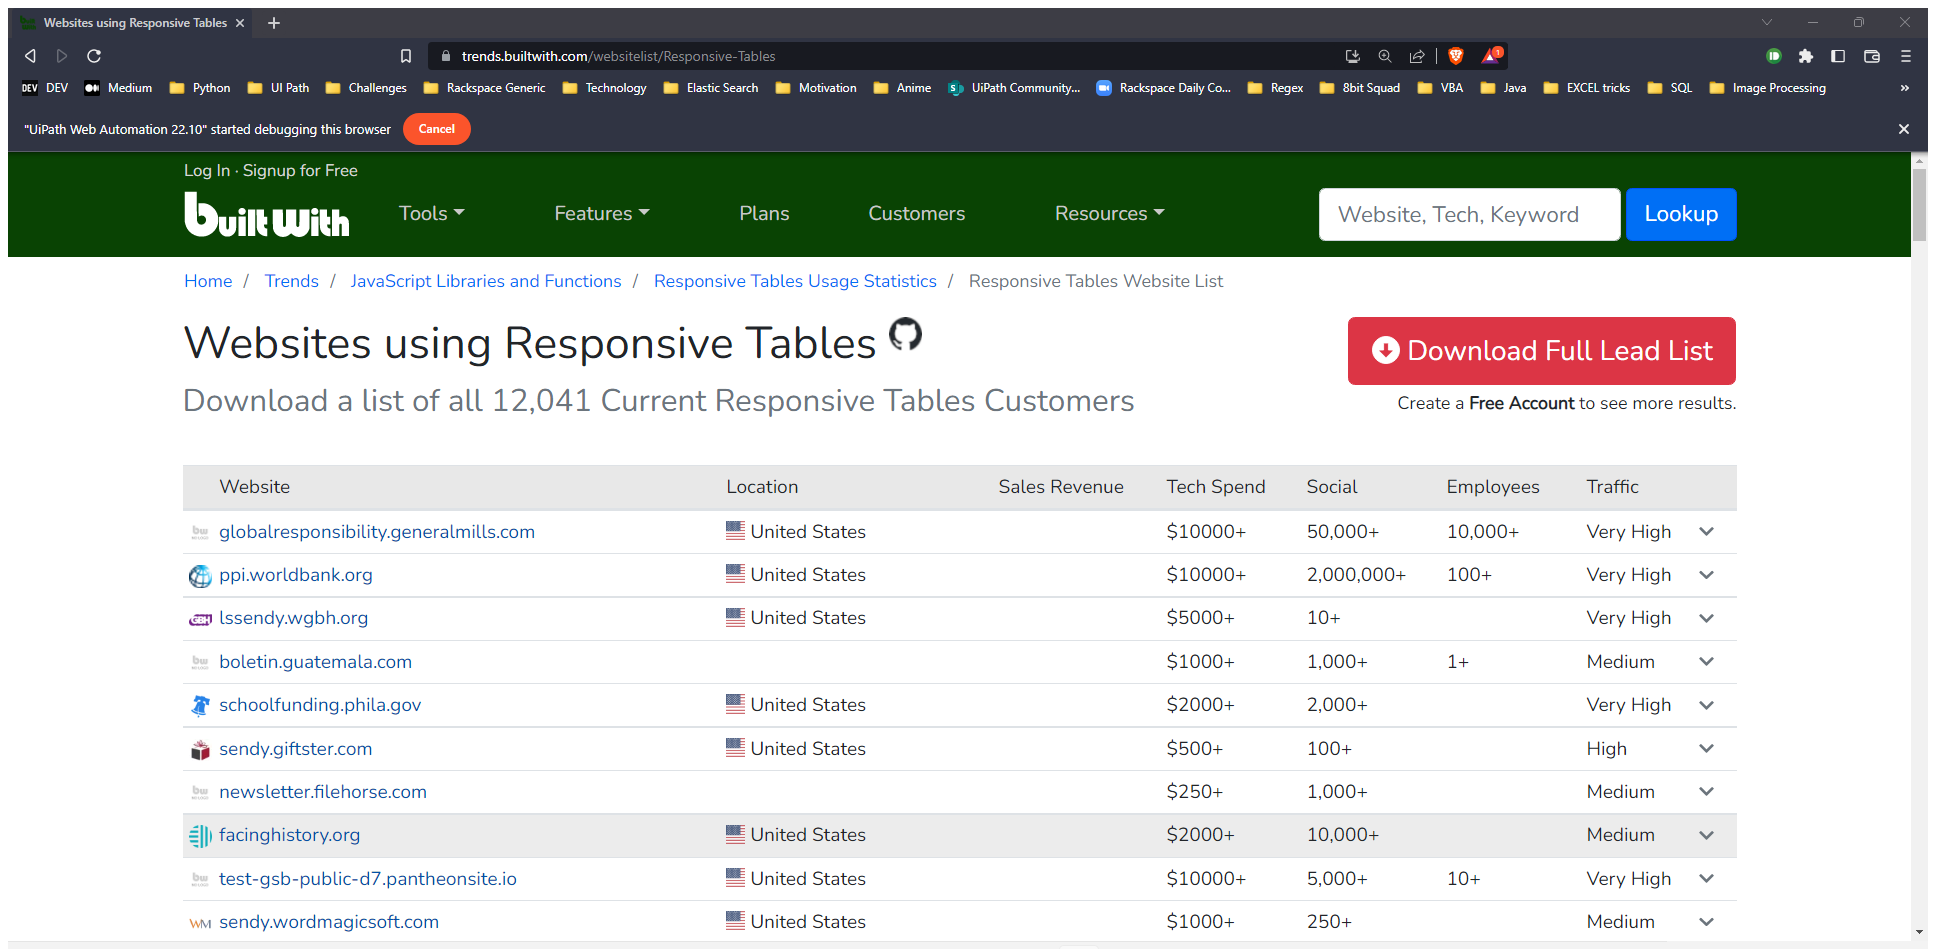 Websites using Responsive Tables
trends.builtwith.com/websitelist/Responsive-Tables
1
DEV DEV Medium Python UI Path Challenges Rackspace Generic Technology Elastic Search Motivation Anime UiPath Community... Rackspace Daily Co... Regex 8bit Squad VBA Java EXCEL tricks SQL Image Processing »
"UiPath Web Automation 22.10" started debugging this browser Cancel
Log In · Signup for Free
built with Tools Features Plans Customers Resources Website, Tech, Keyword Lookup
Home / Trends / JavaScript Libraries and Functions / Responsive Tables Usage Statistics / Responsive Tables Website List
Websites using Responsive Tables Download Full Lead List
Download a list of all 12,041 Current Responsive Tables Customers Create a Free Account to see more results.
Website Location Sales Revenue Tech Spend Social Employees Traffic
globalresponsibility.generalmills.com United States $10000+ 50,000+ 10,000+ Very High
ppi.worldbank.org United States $10000+ 2,000,000+ 100+ Very High
GBH lssendy.wgbh.org United States $5000+ 10+ Very High
boletin.guatemala.com $1000+ 1,000+ 1+ Medium
schoolfunding.phila.gov United States $2000+ 2,000+ Very High
sendy.giftster.com United States $500+ 100+ High
newsletter.filehorse.com $250+ 1,000+ Medium
facinghistory.org United States $2000+ 10,000+ Medium
test-gsb-public-d7.pantheonsite.io United States $10000+ 5,000+ 10+ Very High
WM sendy.wordmagicsoft.com United States $1000+ 250+ Medium